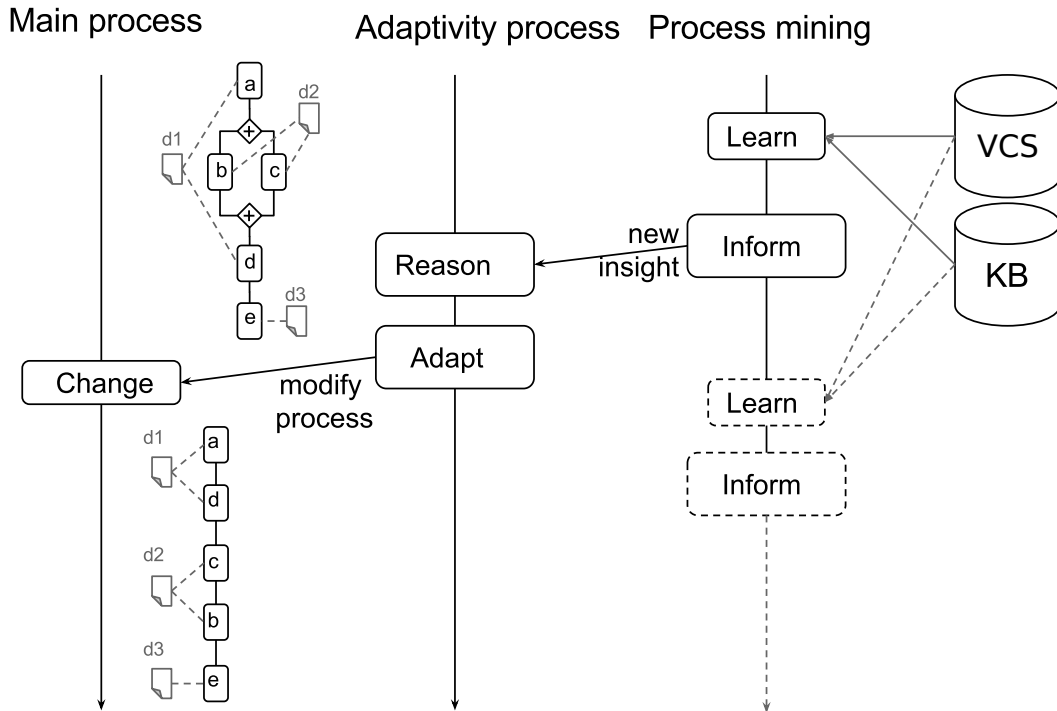 Main process
Adaptivity process
Process mining
a
d2
d1
b
c
d
d3
e
Learn
VCS
new
insight
Inform
KB
Reason
Adapt
modify
process
Change
Learn
Inform
d1
a
d
d2
c
b
d3
e